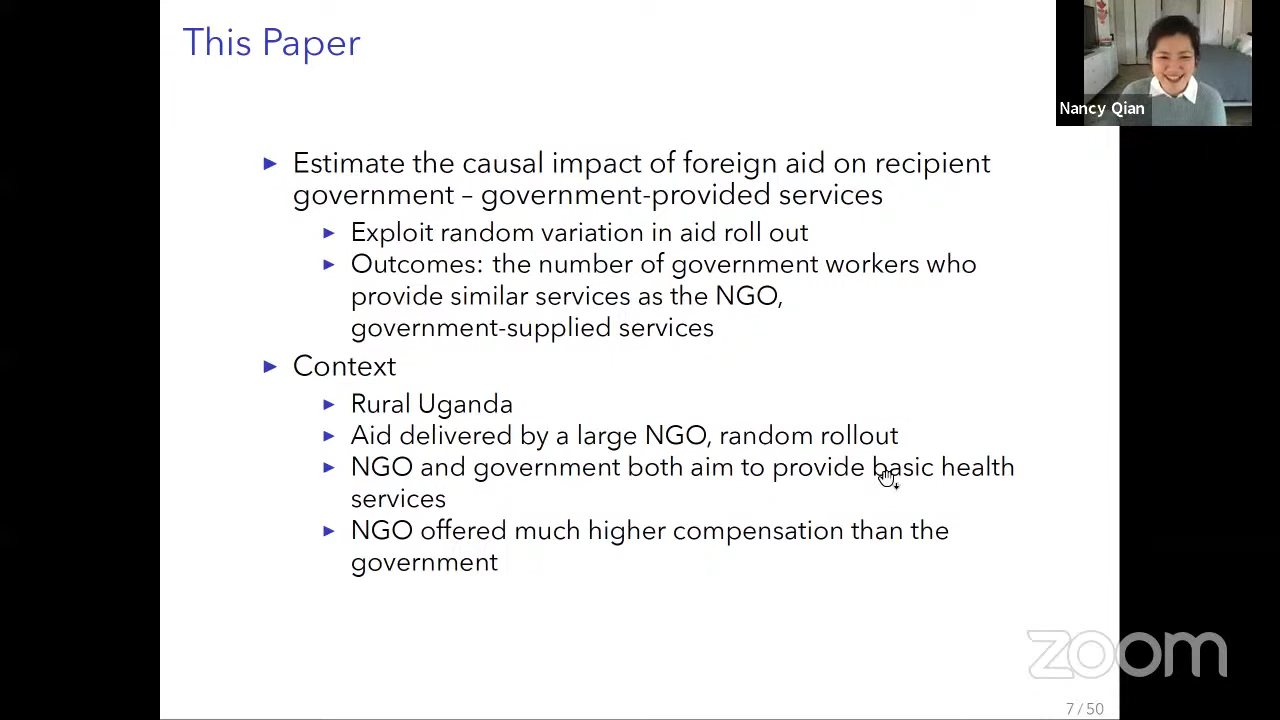 This Paper
Nancy Qian
► Estimate the causal impact of foreign aid on recipient
government – government-provided services
► Exploit random variation in aid roll out
► Outcomes: the number of government workers who
provide similar services as the NGO,
government-supplied services
► Context
► Rural Uganda
► Aid delivered by a large NGO, random rollout
► NGO and government both aim to provide basic health
services
► NGO offered much higher compensation than the
government
zoom
7 / 50